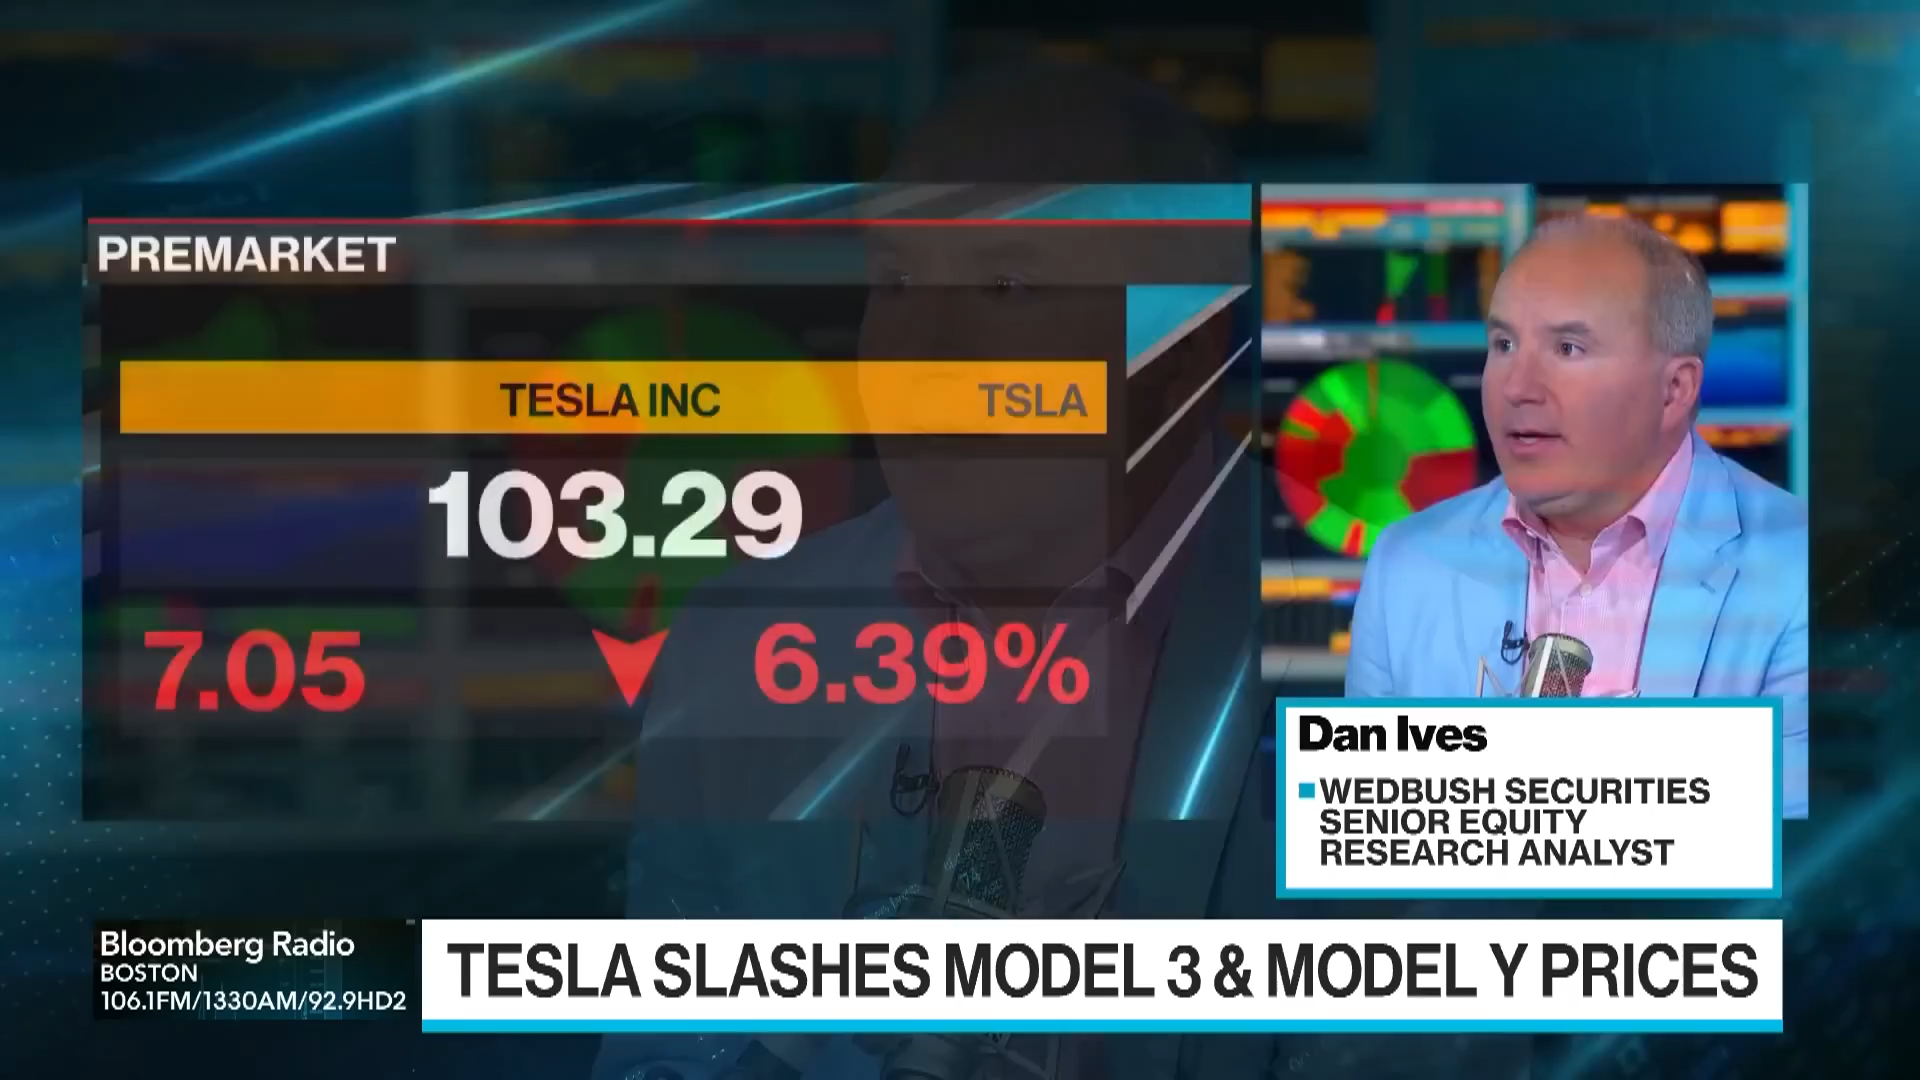 PREMARKET
TESLA INC TSLA
103.29
7.05 6.39%
Dan Ives
WEDBUSH SECURITIES
SENIOR EQUITY
RESEARCH ANALYST
Bloomberg Radio
BOSTON
106.1FM/1330AM/92.9HD2
TESLA SLASHES MODEL 3 & MODEL Y PRICES